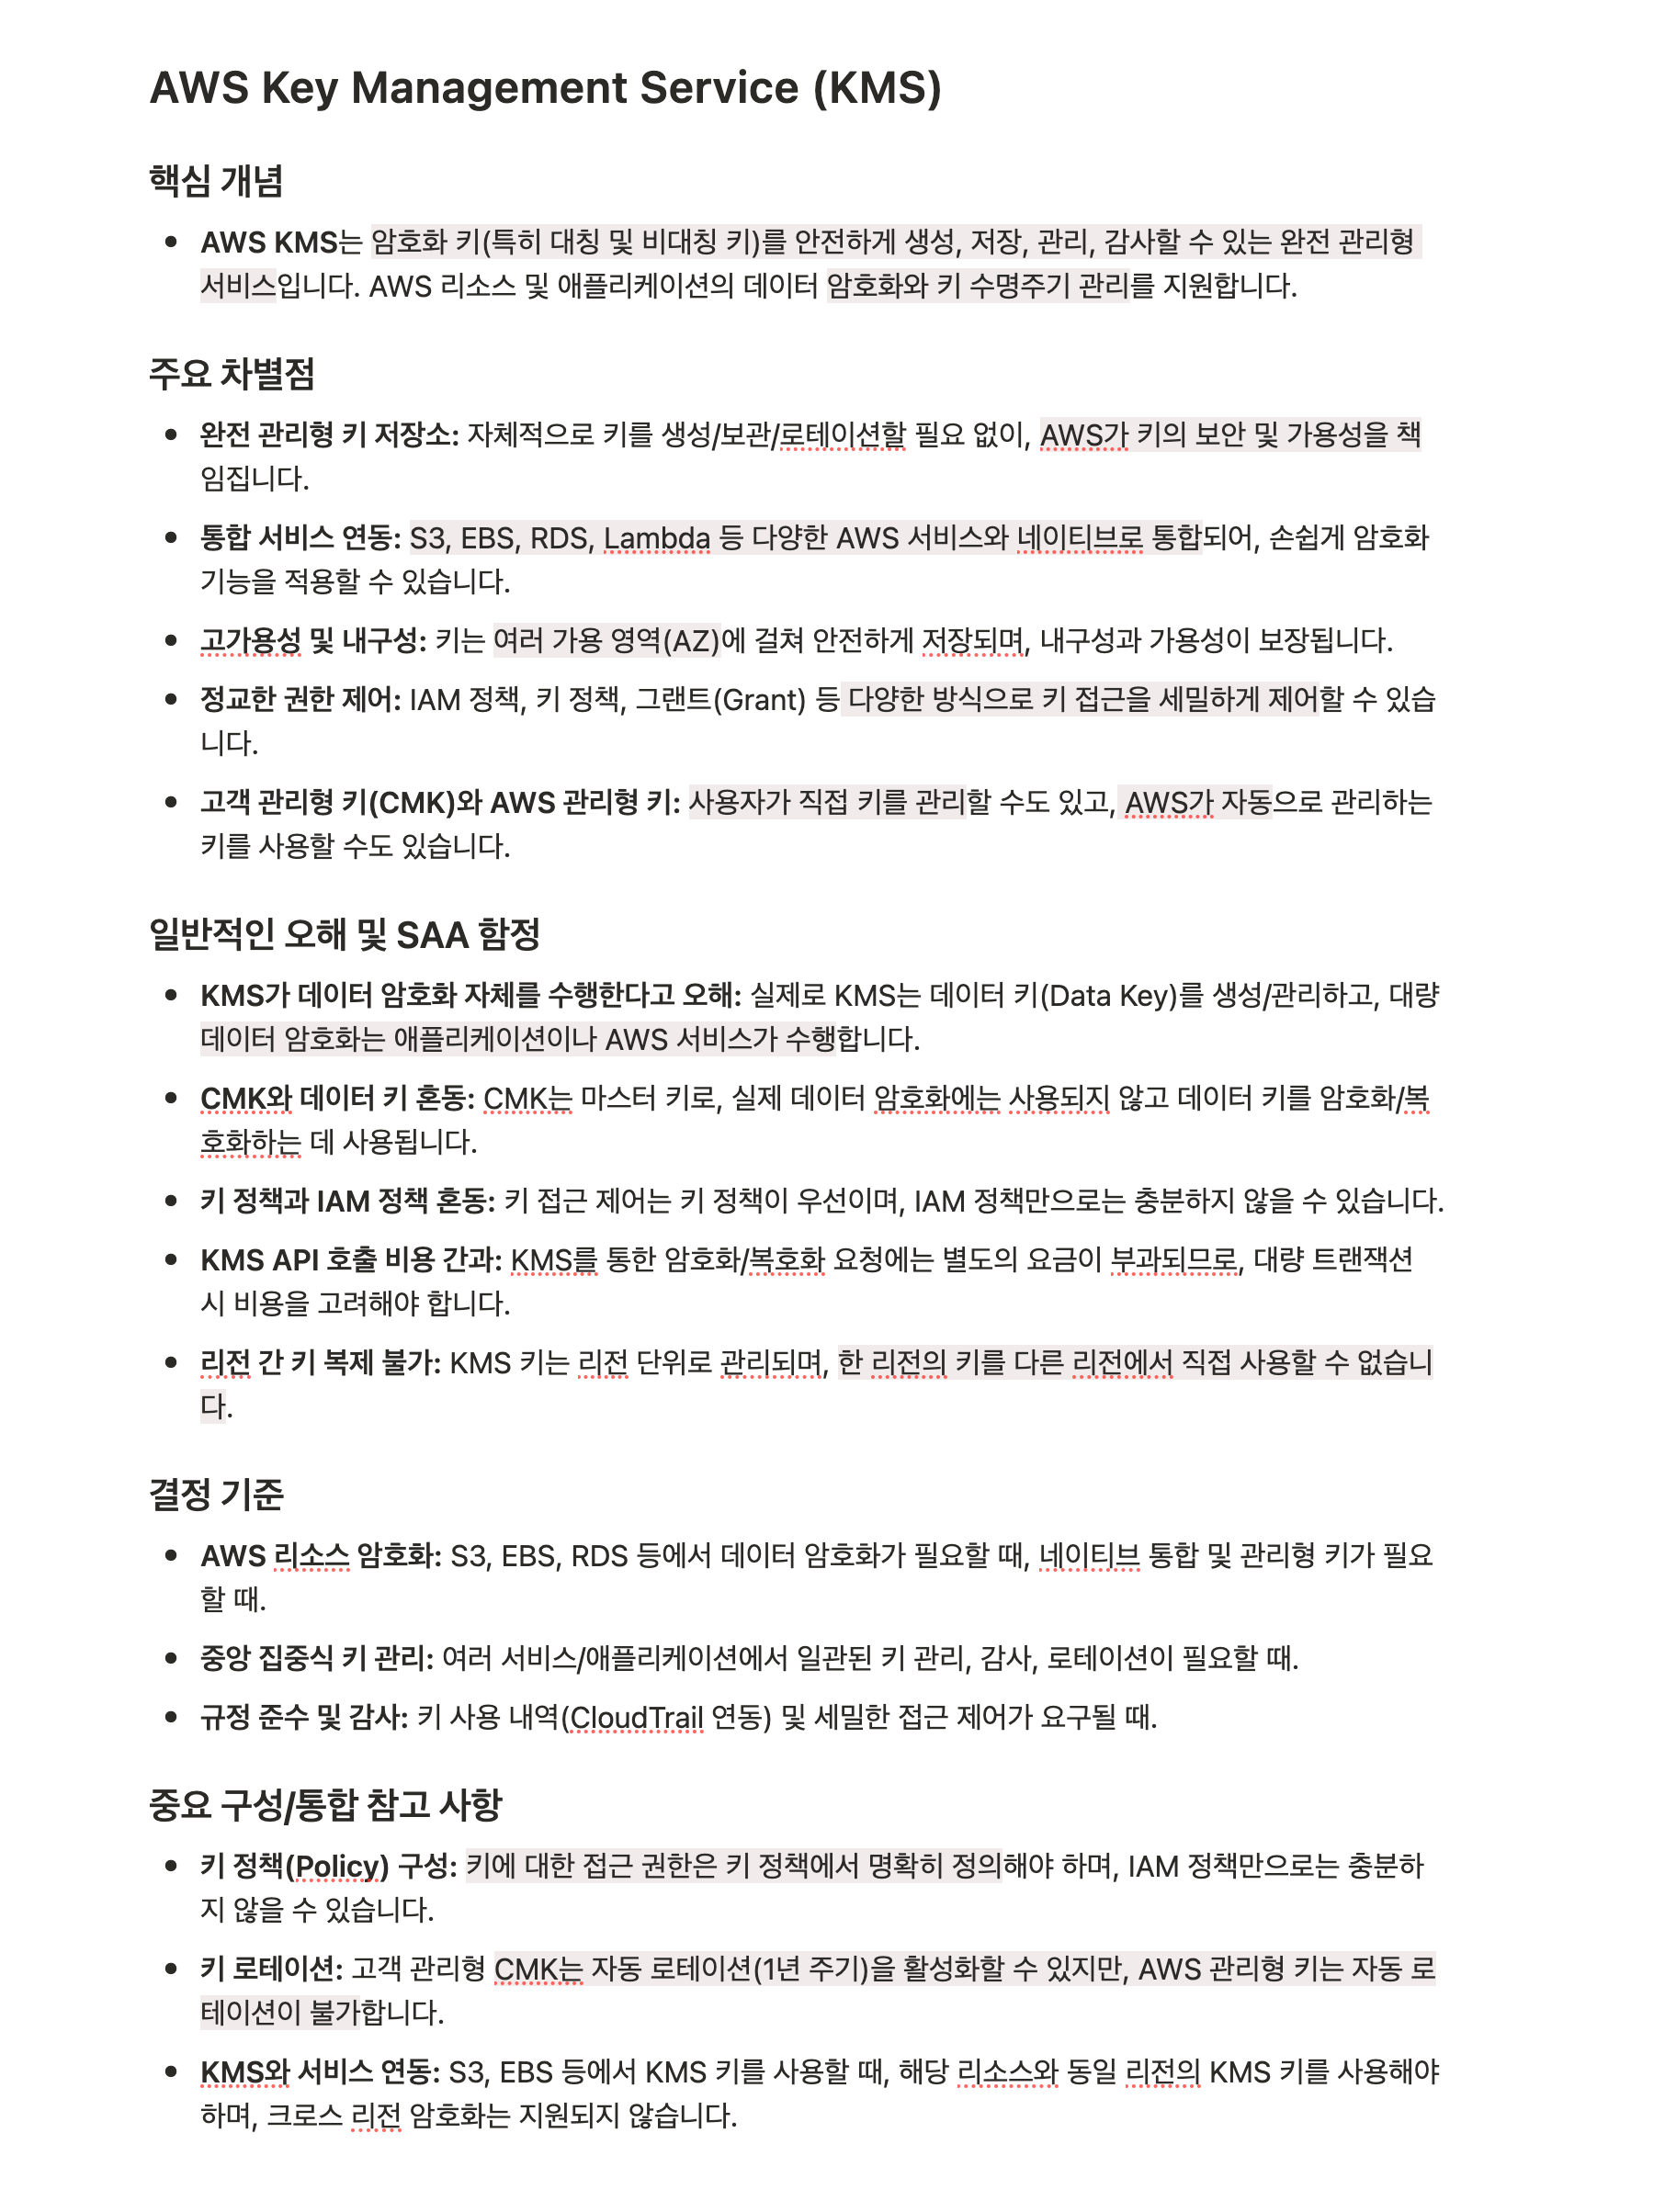 AWS Key Management Service (KMS)
핵심 개념
AWS KMS는 암호화 키(특히 대칭 및 비대칭 키)를 안전하게 생성, 저장, 관리, 감사할 수 있는 완전 관리형
서비스입니다. AWS 리소스 및 애플리케이션의 데이터 암호화와 키 수명주기 관리를 지원합니다.
주요 차별점
완전 관리형 키 저장소: 자체적으로 키를 생성/보관/로테이션할 필요 없이, AWS가 키의 보안 및 가용성을 책
임집니다.
통합 서비스 연동: S3, EBS, RDS, Lambda 등 다양한 AWS 서비스와 네이티브로 통합되어, 손쉽게 암호화
기능을 적용할 수 있습니다.
고가용성 및 내구성: 키는 여러 가용 영역(AZ)에 걸쳐 안전하게 저장되며, 내구성과 가용성이 보장됩니다.
정교한 권한 제어: IAM 정책, 키 정책, 그랜트(Grant) 등 다양한 방식으로 키 접근을 세밀하게 제어할 수 있습
니다.
고객 관리형 키(CMK)와 AWS 관리형 키: 사용자가 직접 키를 관리할 수도 있고, AWS가 자동으로 관리하는
키를 사용할 수도 있습니다.
일반적인 오해 및 SAA 함정
KMS가 데이터 암호화 자체를 수행한다고 오해: 실제로 KMS는 데이터 키(Data Key)를 생성/관리하고, 대량
데이터 암호화는 애플리케이션이나 AWS 서비스가 수행합니다.
CMK와 데이터 키 혼동: CMK는 마스터 키로, 실제 데이터 암호화에는 사용되지 않고 데이터 키를 암호화/복
호화하는 데 사용됩니다.
키 정책과 IAM 정책 혼동: 키 접근 제어는 키 정책이 우선이며, IAM 정책만으로는 충분하지 않을 수 있습니다.
KMS API 호출 비용 간과: KMS를 통한 암호화/복호화 요청에는 별도의 요금이 부과되므로, 대량 트랜잭션
시 비용을 고려해야 합니다.
리전 간 키 복제 불가: KMS 키는 리전 단위로 관리되며, 한 리전의 키를 다른 리전에서 직접 사용할 수 없습니
다.
결정 기준
AWS 리소스 암호화: S3, EBS, RDS 등에서 데이터 암호화가 필요할 때, 네이티브 통합 및 관리형 키가 필요
할 때.
중앙 집중식 키 관리: 여러 서비스/애플리케이션에서 일관된 키 관리, 감사, 로테이션이 필요할 때.
규정 준수 및 감사: 키 사용 내역(CloudTrail 연동) 및 세밀한 접근 제어가 요구될 때.
중요 구성/통합 참고 사항
키 정책(Policy) 구성: 키에 대한 접근 권한은 키 정책에서 명확히 정의해야 하며, IAM 정책만으로는 충분하
지 않을 수 있습니다.
키 로테이션: 고객 관리형 CMK는 자동 로테이션(1년 주기)을 활성화할 수 있지만, AWS 관리형 키는 자동 로
테이션이 불가합니다.
KMS와 서비스 연동: S3, EBS 등에서 KMS 키를 사용할 때, 해당 리소스와 동일 리전의 KMS 키를 사용해야
하며, 크로스 리전 암호화는 지원되지 않습니다.